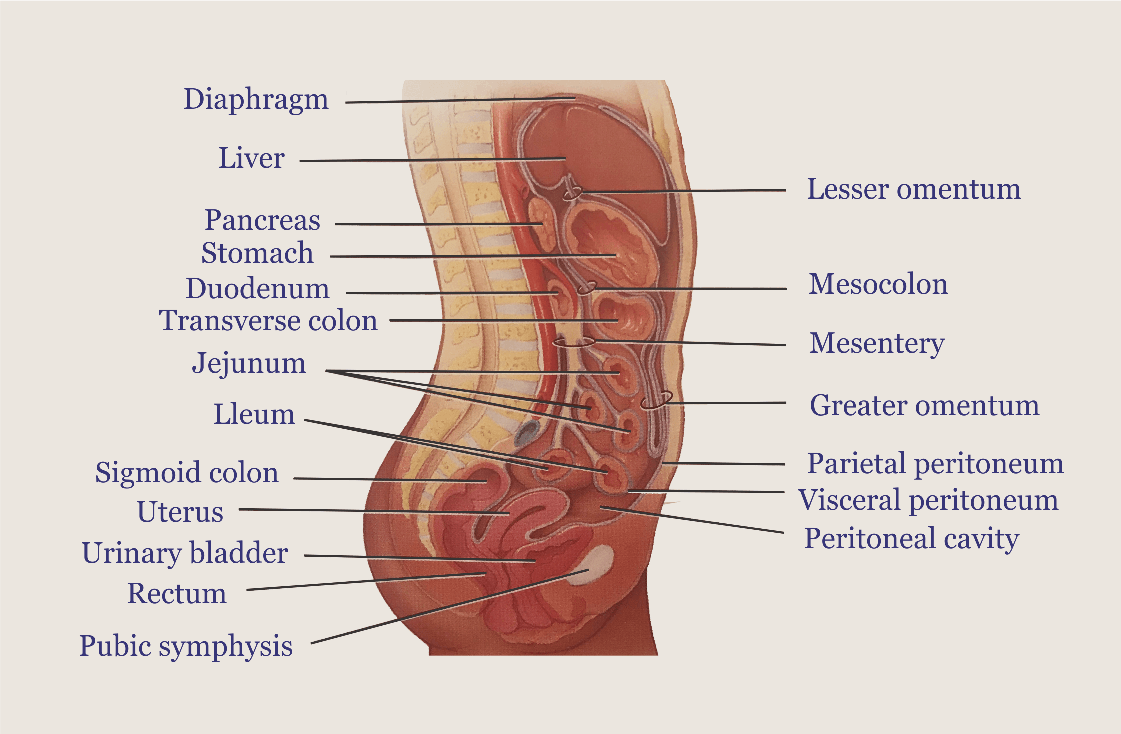 Diaphragm
Liver
Pancreas
Stomach
Duodenum
Transverse colon
Jejunum
Lleum
Sigmoid colon
Uterus
Urinary bladder
Rectum
Pubic symphysis
Lesser omentum
Mesocolon
Mesentery
Greater omentum
Parietal peritoneum
Visceral peritoneum
Peritoneal cavity